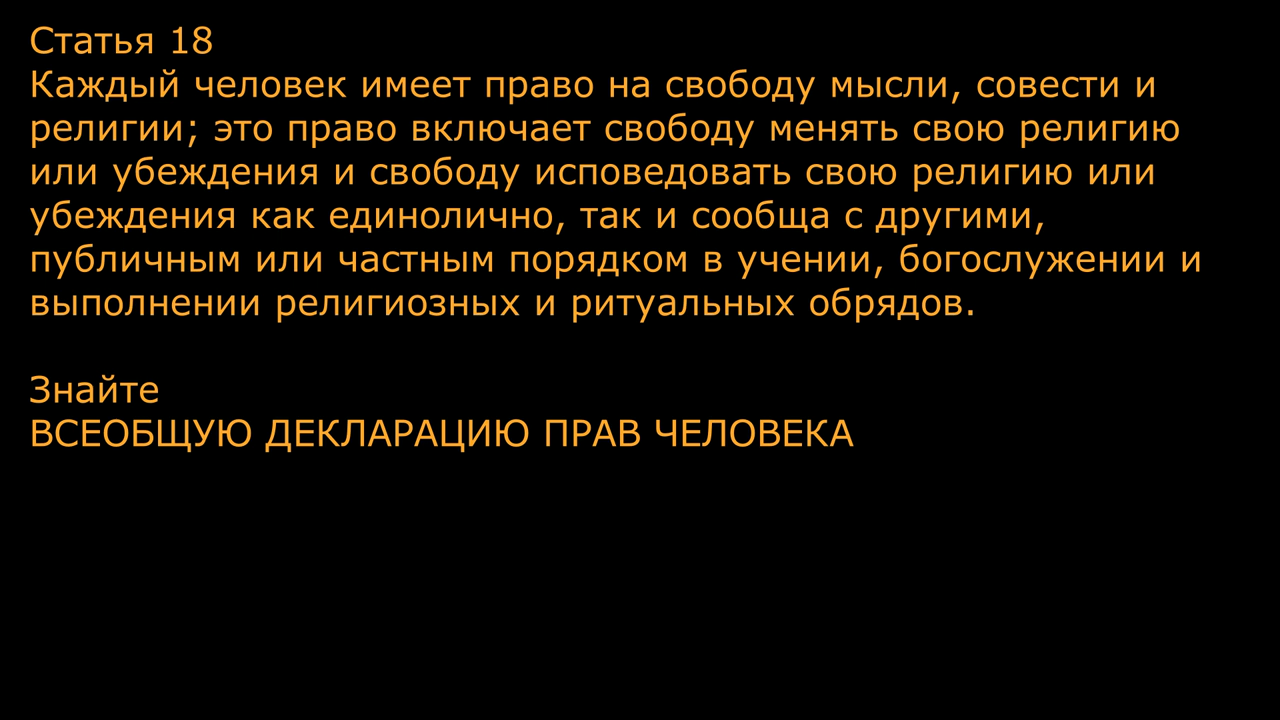 Статья 18
Каждый человек имеет право на свободу мысли, совести и
религии; это право включает свободу менять свою религию
или убеждения и свободу исповедовать свою религию или
убеждения как единолично, так и сообща с другими,
публичным или частным порядком в учении, богослужении и
выполнении религиозных и ритуальных обрядов.
Знайте
ВСЕОБЩУЮ ДЕКЛАРАЦИЮ ПРАВ ЧЕЛОВЕКА